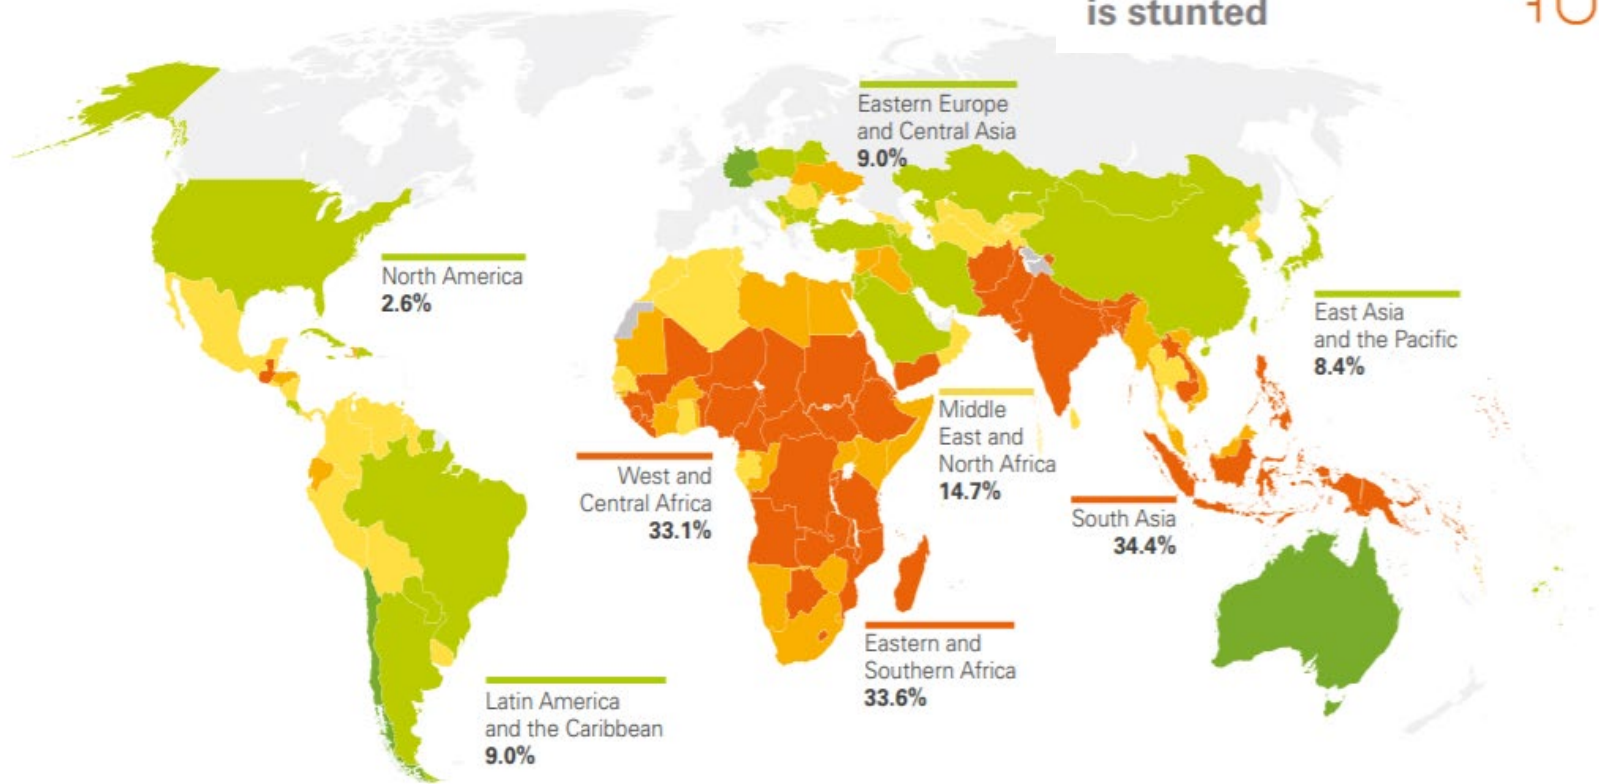 is stunted
Eastern Europe
and Central Asia
9.0%
North America
2.6%
East Asia
and the Pacific
8.4%
Middle
East and
North Africa
14.7%
West and
Central Africa
33.1%
South Asia
34.4%
Eastern and
Southern Africa
33.6%
Latin America
and the Caribbean
9.0%